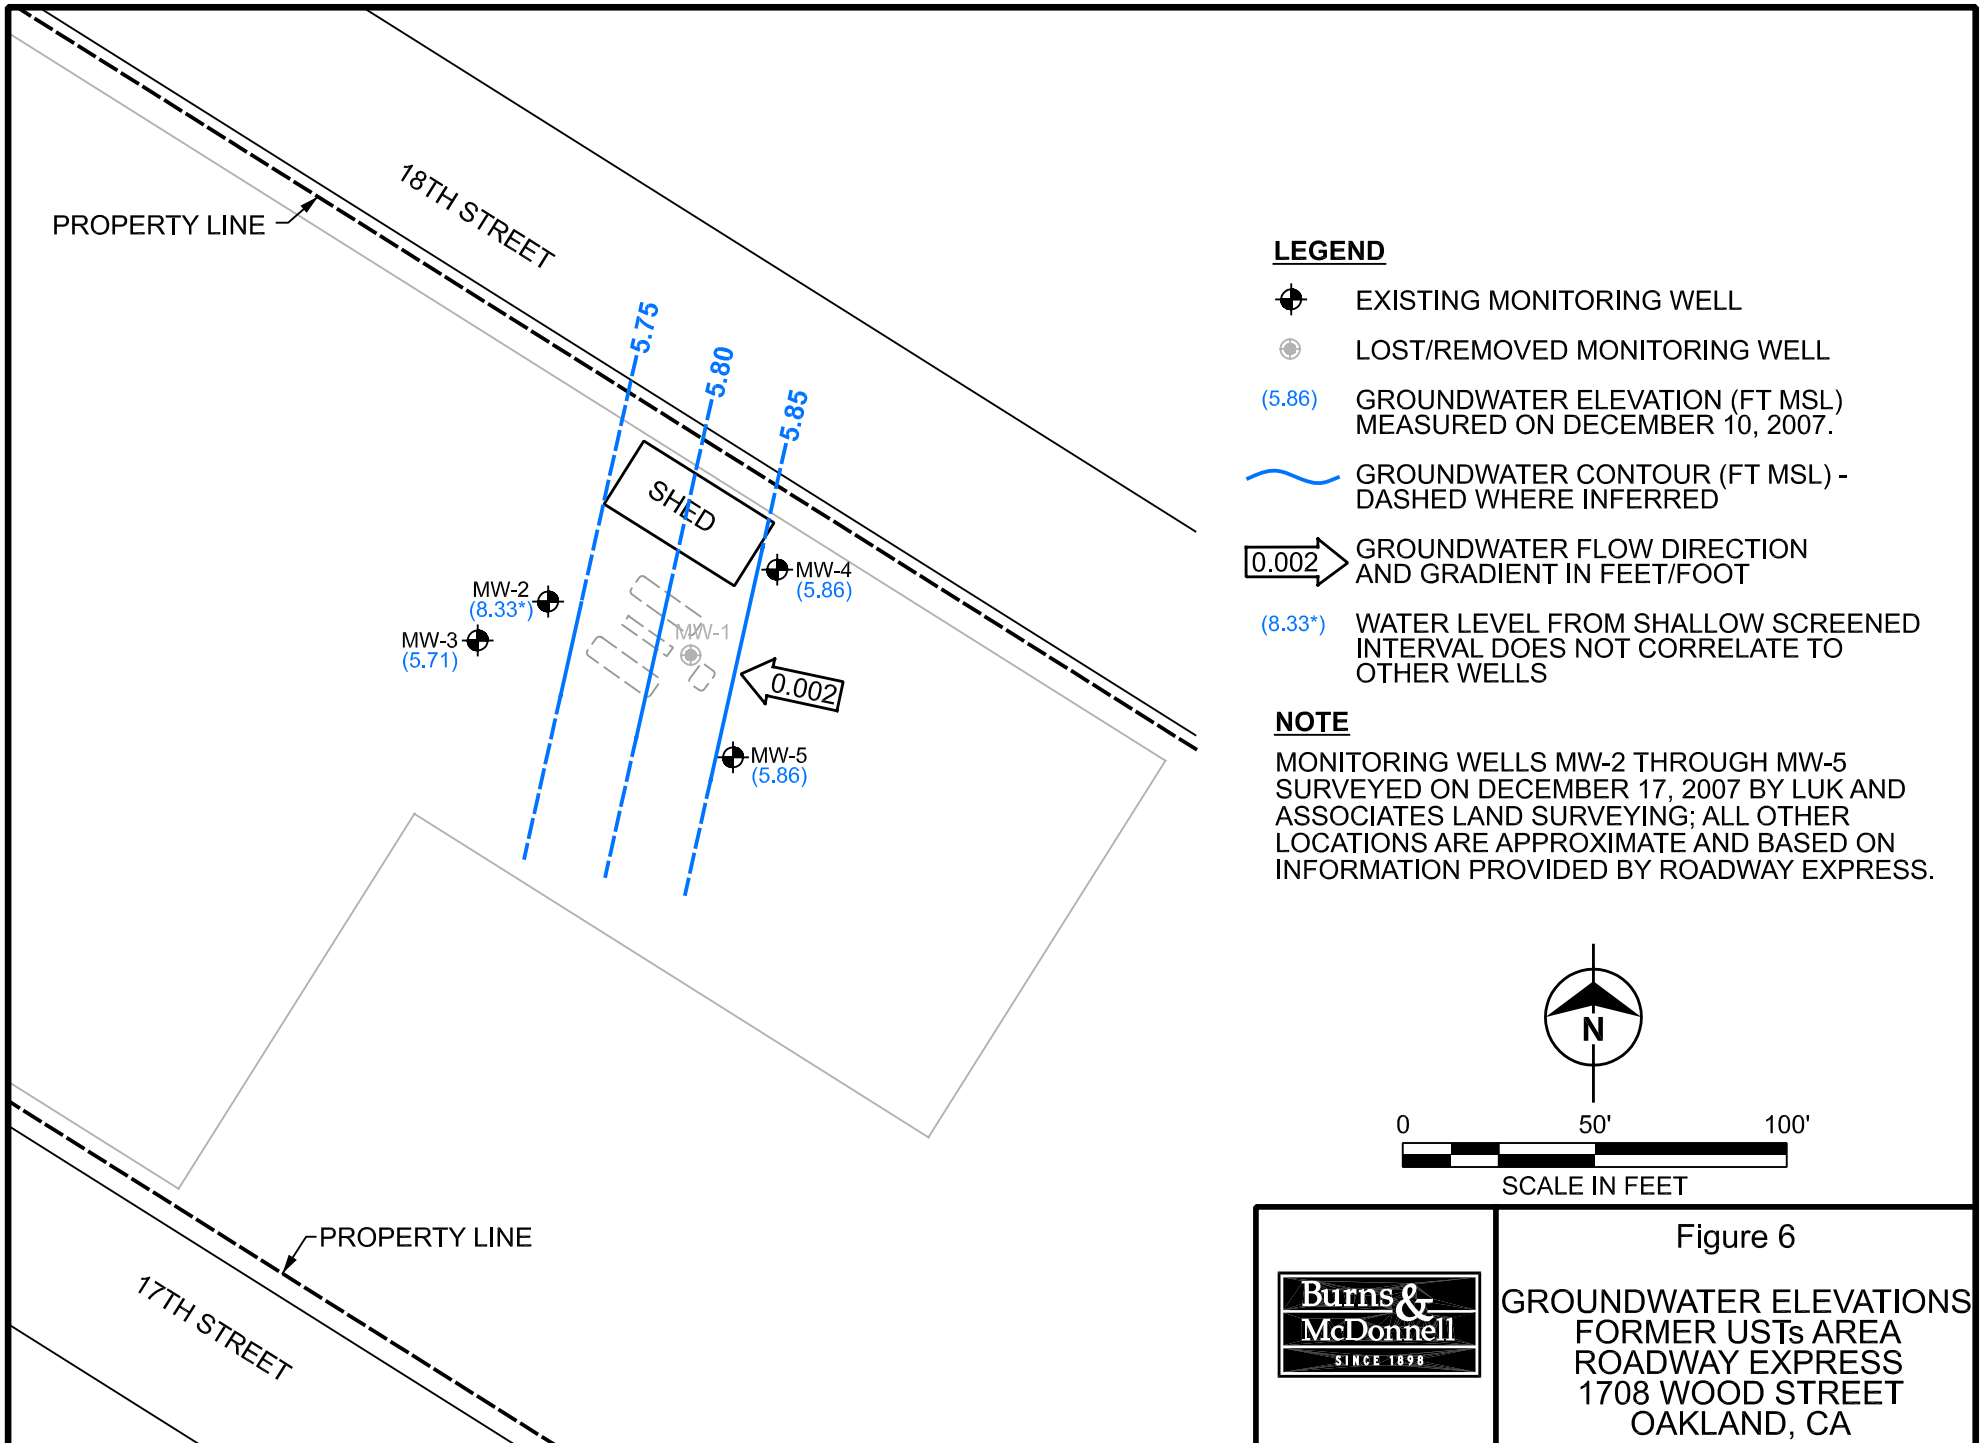 18TH STREET
PROPERTY LINE
5.75
5.80
5.85
SHED
MW-4
(5.86)
MW-2
(8.33*)
MW-3
(5.71)
MW-1
0.002
MW-5
(5.86)
PROPERTY LINE
17TH STREET
LEGEND
EXISTING MONITORING WELL
LOST/REMOVED MONITORING WELL
(5.86) GROUNDWATER ELEVATION (FT MSL)
MEASURED ON DECEMBER 10, 2007.
GROUNDWATER CONTOUR (FT MSL) -
DASHED WHERE INFERRED
0.002 GROUNDWATER FLOW DIRECTION
AND GRADIENT IN FEET/FOOT
(8.33*) WATER LEVEL FROM SHALLOW SCREENED
INTERVAL DOES NOT CORRELATE TO
OTHER WELLS
NOTE
MONITORING WELLS MW-2 THROUGH MW-5
SURVEYED ON DECEMBER 17, 2007 BY LUK AND
ASSOCIATES LAND SURVEYING; ALL OTHER
LOCATIONS ARE APPROXIMATE AND BASED ON
INFORMATION PROVIDED BY ROADWAY EXPRESS.
N
0 50' 100'
SCALE IN FEET
Burns &
McDonnell
SINCE 1898
Figure 6
GROUNDWATER ELEVATIONS
FORMER USTs AREA
ROADWAY EXPRESS
1708 WOOD STREET
OAKLAND, CA